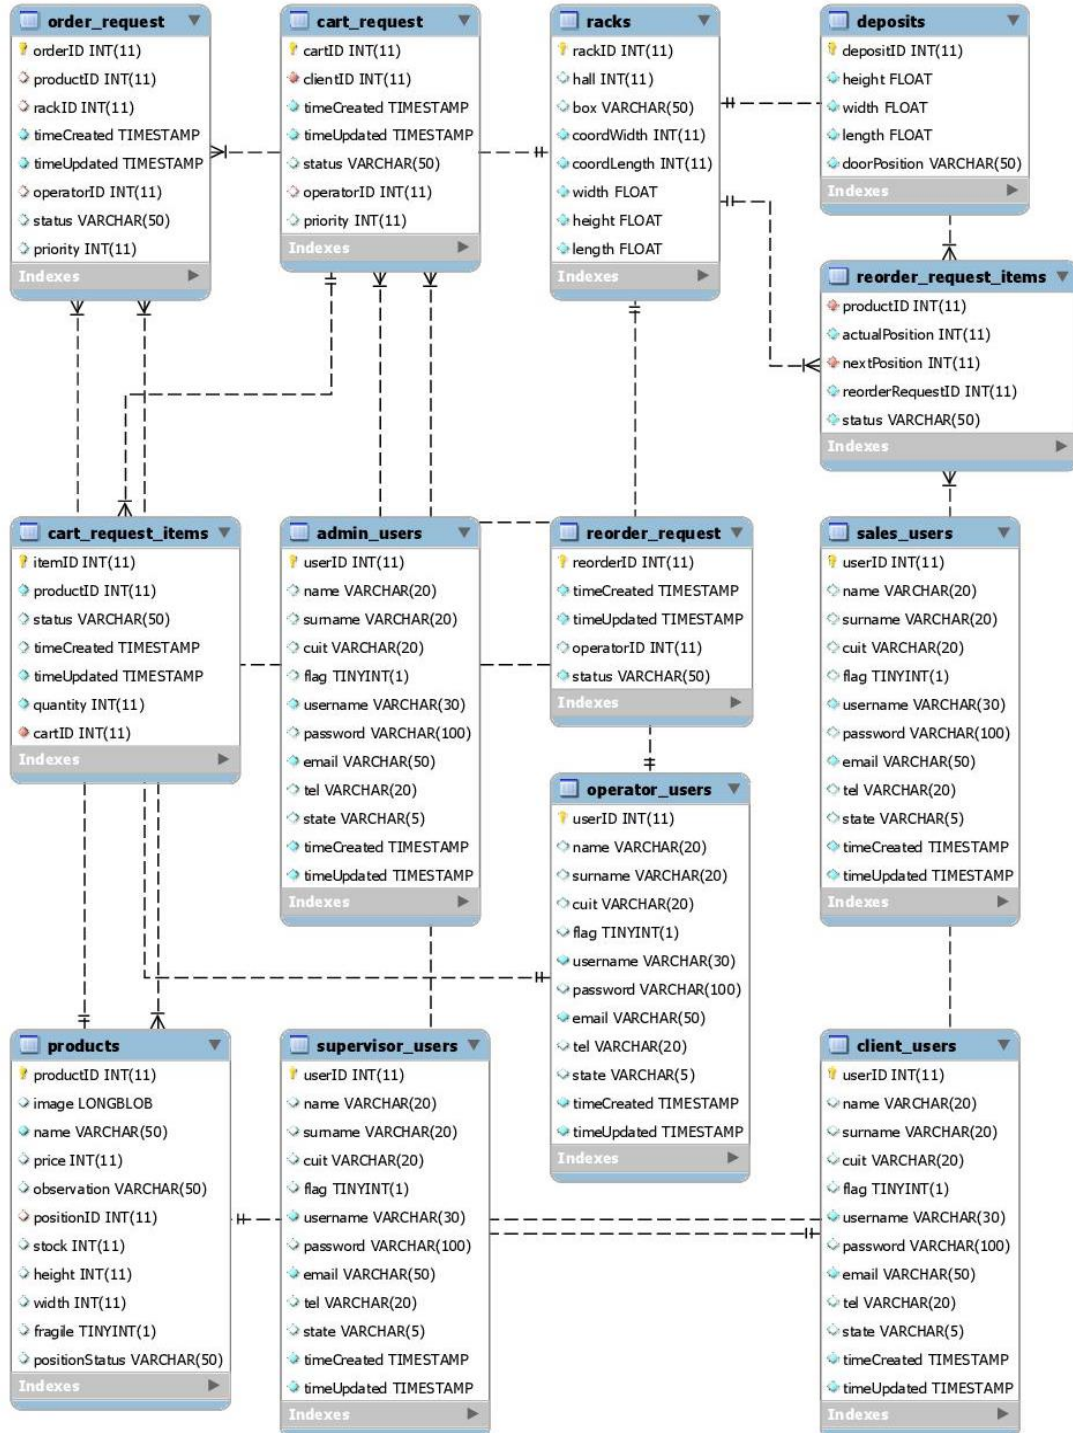 order_request
orderID INT(11)
productID INT(11)
rackID INT(11)
timeCreated TIMESTAMP
timeUpdated TIMESTAMP
operatorID INT(11)
status VARCHAR(50)
priority INT(11)
Indexes
cart_request
cartID INT(11)
clientID INT(11)
timeCreated TIMESTAMP
timeUpdated TIMESTAMP
status VARCHAR(50)
operatorID INT(11)
priority INT(11)
Indexes
racks
rackID INT(11)
hall INT(11)
box VARCHAR(50)
coordWidth INT(11)
coordLength INT(11)
width FLOAT
height FLOAT
length FLOAT
Indexes
deposits
depositID INT(11)
height FLOAT
width FLOAT
length FLOAT
doorPosition VARCHAR(50)
Indexes
reorder_request_items
productID INT(11)
actualPosition INT(11)
nextPosition INT(11)
reorderRequestID INT(11)
status VARCHAR(50)
Indexes
cart_request_items
itemID INT(11)
productID INT(11)
status VARCHAR(50)
timeCreated TIMESTAMP
timeUpdated TIMESTAMP
quantity INT(11)
cartID INT(11)
Indexes
admin_users
userID INT(11)
name VARCHAR(20)
surname VARCHAR(20)
cuit VARCHAR(20)
flag TINYINT(1)
username VARCHAR(30)
password VARCHAR(100)
email VARCHAR(50)
tel VARCHAR(20)
state VARCHAR(5)
timeCreated TIMESTAMP
timeUpdated TIMESTAMP
Indexes
reorder_request
reorderID INT(11)
timeCreated TIMESTAMP
timeUpdated TIMESTAMP
operatorID INT(11)
status VARCHAR(50)
Indexes
sales_users
userID INT(11)
name VARCHAR(20)
surname VARCHAR(20)
cuit VARCHAR(20)
flag TINYINT(1)
username VARCHAR(30)
password VARCHAR(100)
email VARCHAR(50)
tel VARCHAR(20)
state VARCHAR(5)
timeCreated TIMESTAMP
timeUpdated TIMESTAMP
Indexes
operator_users
userID INT(11)
name VARCHAR(20)
surname VARCHAR(20)
cuit VARCHAR(20)
flag TINYINT(1)
username VARCHAR(30)
password VARCHAR(100)
email VARCHAR(50)
tel VARCHAR(20)
state VARCHAR(5)
timeCreated TIMESTAMP
timeUpdated TIMESTAMP
Indexes
products
productID INT(11)
image LONGBLOB
name VARCHAR(50)
price INT(11)
observation VARCHAR(50)
positionID INT(11)
stock INT(11)
height INT(11)
width INT(11)
fragile TINYINT(1)
positionStatus VARCHAR(50)
Indexes
supervisor_users
userID INT(11)
name VARCHAR(20)
surname VARCHAR(20)
cuit VARCHAR(20)
flag TINYINT(1)
username VARCHAR(30)
password VARCHAR(100)
email VARCHAR(50)
tel VARCHAR(20)
state VARCHAR(5)
timeCreated TIMESTAMP
timeUpdated TIMESTAMP
Indexes
client_users
userID INT(11)
name VARCHAR(20)
surname VARCHAR(20)
cuit VARCHAR(20)
flag TINYINT(1)
username VARCHAR(30)
password VARCHAR(100)
email VARCHAR(50)
tel VARCHAR(20)
state VARCHAR(5)
timeCreated TIMESTAMP
timeUpdated TIMESTAMP
Indexes